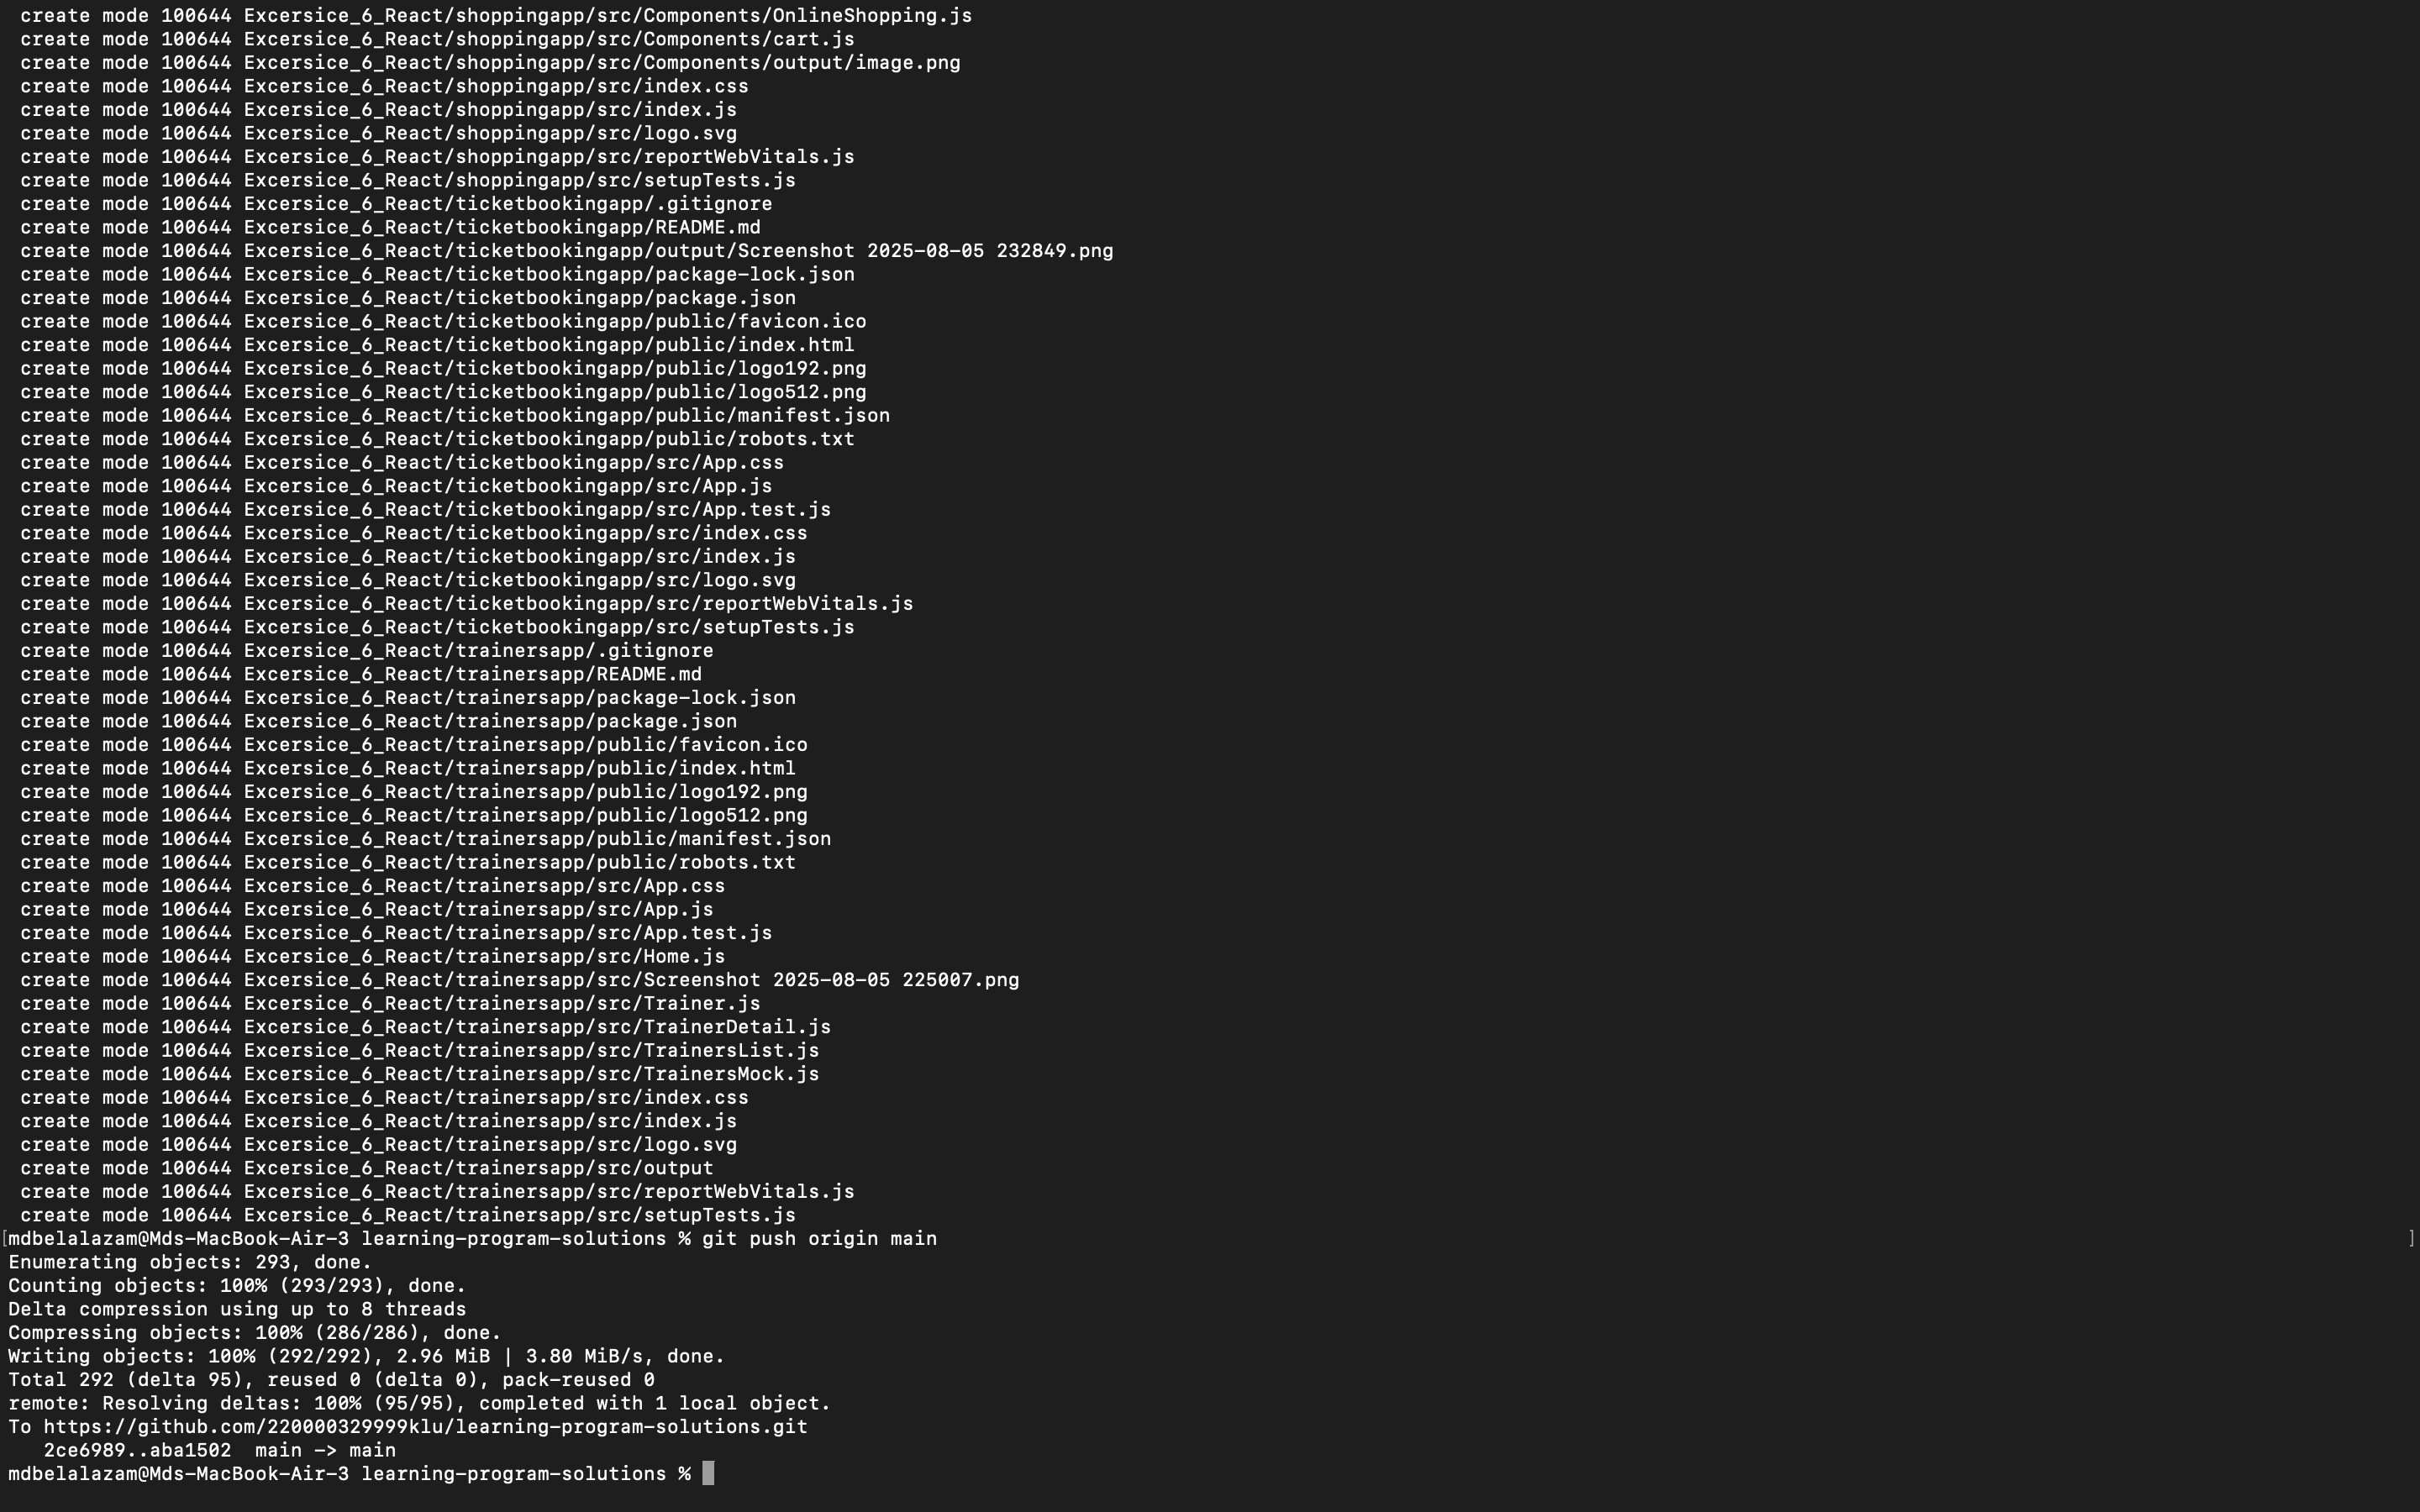 create mode 100644 Excersice_6_React/shoppingapp/src/Components/OnlineShopping.js
create mode 100644 Excersice_6_React/shoppingapp/src/Components/cart.js
create mode 100644 Excersice_6_React/shoppingapp/src/Components/output/image.png
create mode 100644 Excersice_6_React/shoppingapp/src/index.css
create mode 100644 Excersice_6_React/shoppingapp/src/index.js
create mode 100644 Excersice_6_React/shoppingapp/src/logo.svg
create mode 100644 Excersice_6_React/shoppingapp/src/reportWebVitals.js
create mode 100644 Excersice_6_React/shoppingapp/src/setupTests.js
create mode 100644 Excersice_6_React/ticketbookingapp/.gitignore
create mode 100644 Excersice_6_React/ticketbookingapp/README.md
create mode 100644 Excersice_6_React/ticketbookingapp/output/Screenshot 2025-08-05 232849.png
create mode 100644 Excersice_6_React/ticketbookingapp/package-lock.json
create mode 100644 Excersice_6_React/ticketbookingapp/package.json
create mode 100644 Excersice_6_React/ticketbookingapp/public/favicon.ico
create mode 100644 Excersice_6_React/ticketbookingapp/public/index.html
create mode 100644 Excersice_6_React/ticketbookingapp/public/logo192.png
create mode 100644 Excersice_6_React/ticketbookingapp/public/logo512.png
create mode 100644 Excersice_6_React/ticketbookingapp/public/manifest.json
create mode 100644 Excersice_6_React/ticketbookingapp/public/robots.txt
create mode 100644 Excersice_6_React/ticketbookingapp/src/App.css
create mode 100644 Excersice_6_React/ticketbookingapp/src/App.js
create mode 100644 Excersice_6_React/ticketbookingapp/src/App.test.js
create mode 100644 Excersice_6_React/ticketbookingapp/src/index.css
create mode 100644 Excersice_6_React/ticketbookingapp/src/index.js
create mode 100644 Excersice_6_React/ticketbookingapp/src/logo.svg
create mode 100644 Excersice_6_React/ticketbookingapp/src/reportWebVitals.js
create mode 100644 Excersice_6_React/ticketbookingapp/src/setupTests.js
create mode 100644 Excersice_6_React/trainersapp/.gitignore
create mode 100644 Excersice_6_React/trainersapp/README.md
create mode 100644 Excersice_6_React/trainersapp/package-lock.json
create mode 100644 Excersice_6_React/trainersapp/package.json
create mode 100644 Excersice_6_React/trainersapp/public/favicon.ico
create mode 100644 Excersice_6_React/trainersapp/public/index.html
create mode 100644 Excersice_6_React/trainersapp/public/logo192.png
create mode 100644 Excersice_6_React/trainersapp/public/logo512.png
create mode 100644 Excersice_6_React/trainersapp/public/manifest.json
create mode 100644 Excersice_6_React/trainersapp/public/robots.txt
create mode 100644 Excersice_6_React/trainersapp/src/App.css
create mode 100644 Excersice_6_React/trainersapp/src/App.js
create mode 100644 Excersice_6_React/trainersapp/src/App.test.js
create mode 100644 Excersice_6_React/trainersapp/src/Home.js
create mode 100644 Excersice_6_React/trainersapp/src/Screenshot 2025-08-05 225007.png
create mode 100644 Excersice_6_React/trainersapp/src/Trainer.js
create mode 100644 Excersice_6_React/trainersapp/src/TrainerDetail.js
create mode 100644 Excersice_6_React/trainersapp/src/TrainersList.js
create mode 100644 Excersice_6_React/trainersapp/src/TrainersMock.js
create mode 100644 Excersice_6_React/trainersapp/src/index.css
create mode 100644 Excersice_6_React/trainersapp/src/index.js
create mode 100644 Excersice_6_React/trainersapp/src/logo.svg
create mode 100644 Excersice_6_React/trainersapp/src/output
create mode 100644 Excersice_6_React/trainersapp/src/reportWebVitals.js
create mode 100644 Excersice_6_React/trainersapp/src/setupTests.js
[mdbelalazam@Mds-MacBook-Air-3 learning-program-solutions % git push origin main ]
Enumerating objects: 293, done.
Counting objects: 100% (293/293), done.
Delta compression using up to 8 threads
Compressing objects: 100% (286/286), done.
Writing objects: 100% (292/292), 2.96 MiB | 3.80 MiB/s, done.
Total 292 (delta 95), reused 0 (delta 0), pack-reused 0
remote: Resolving deltas: 100% (95/95), completed with 1 local object.
To https://github.com/220000329999klu/learning-program-solutions.git
2ce6989..aba1502  main -> main
mdbelalazam@Mds-MacBook-Air-3 learning-program-solutions %